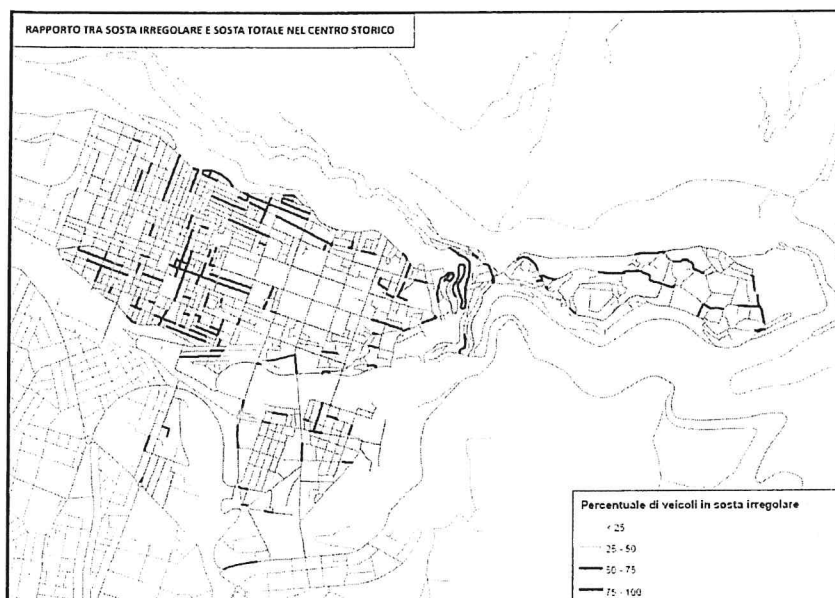 RAPPORTO TRA SOSTA IRREGOLARE E SOSTA TOTALE NEL CENTRO STORICO
Percentuale di veicoli in sosta irregolare
< 25
25 - 50
50 - 75
75 - 100